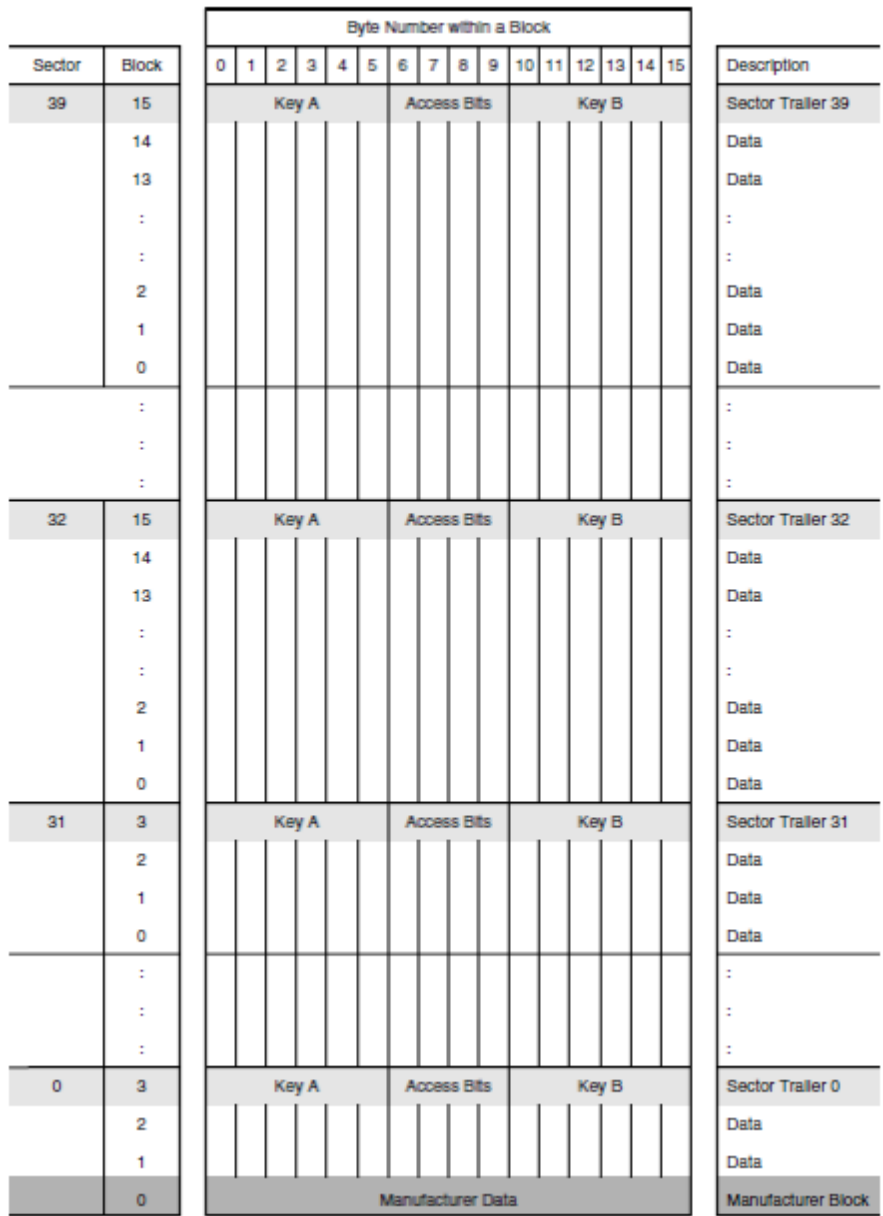 Byte Number within a Block
Sector Block 0 1 2 3 4 5 6 7 8 9 10 11 12 13 14 15 Description
39 15 Key A Access Bits Key B Sector Trailer 39
14 Data
13 Data
: :
: :
2 Data
1 Data
0 Data
: :
: :
: :
32 15 Key A Access Bits Key B Sector Trailer 32
14 Data
13 Data
: :
: :
2 Data
1 Data
0 Data
31 3 Key A Access Bits Key B Sector Trailer 31
2 Data
1 Data
0 Data
: :
: :
: :
0 3 Key A Access Bits Key B Sector Trailer 0
2 Data
1 Data
0 Manufacturer Data Manufacturer Block